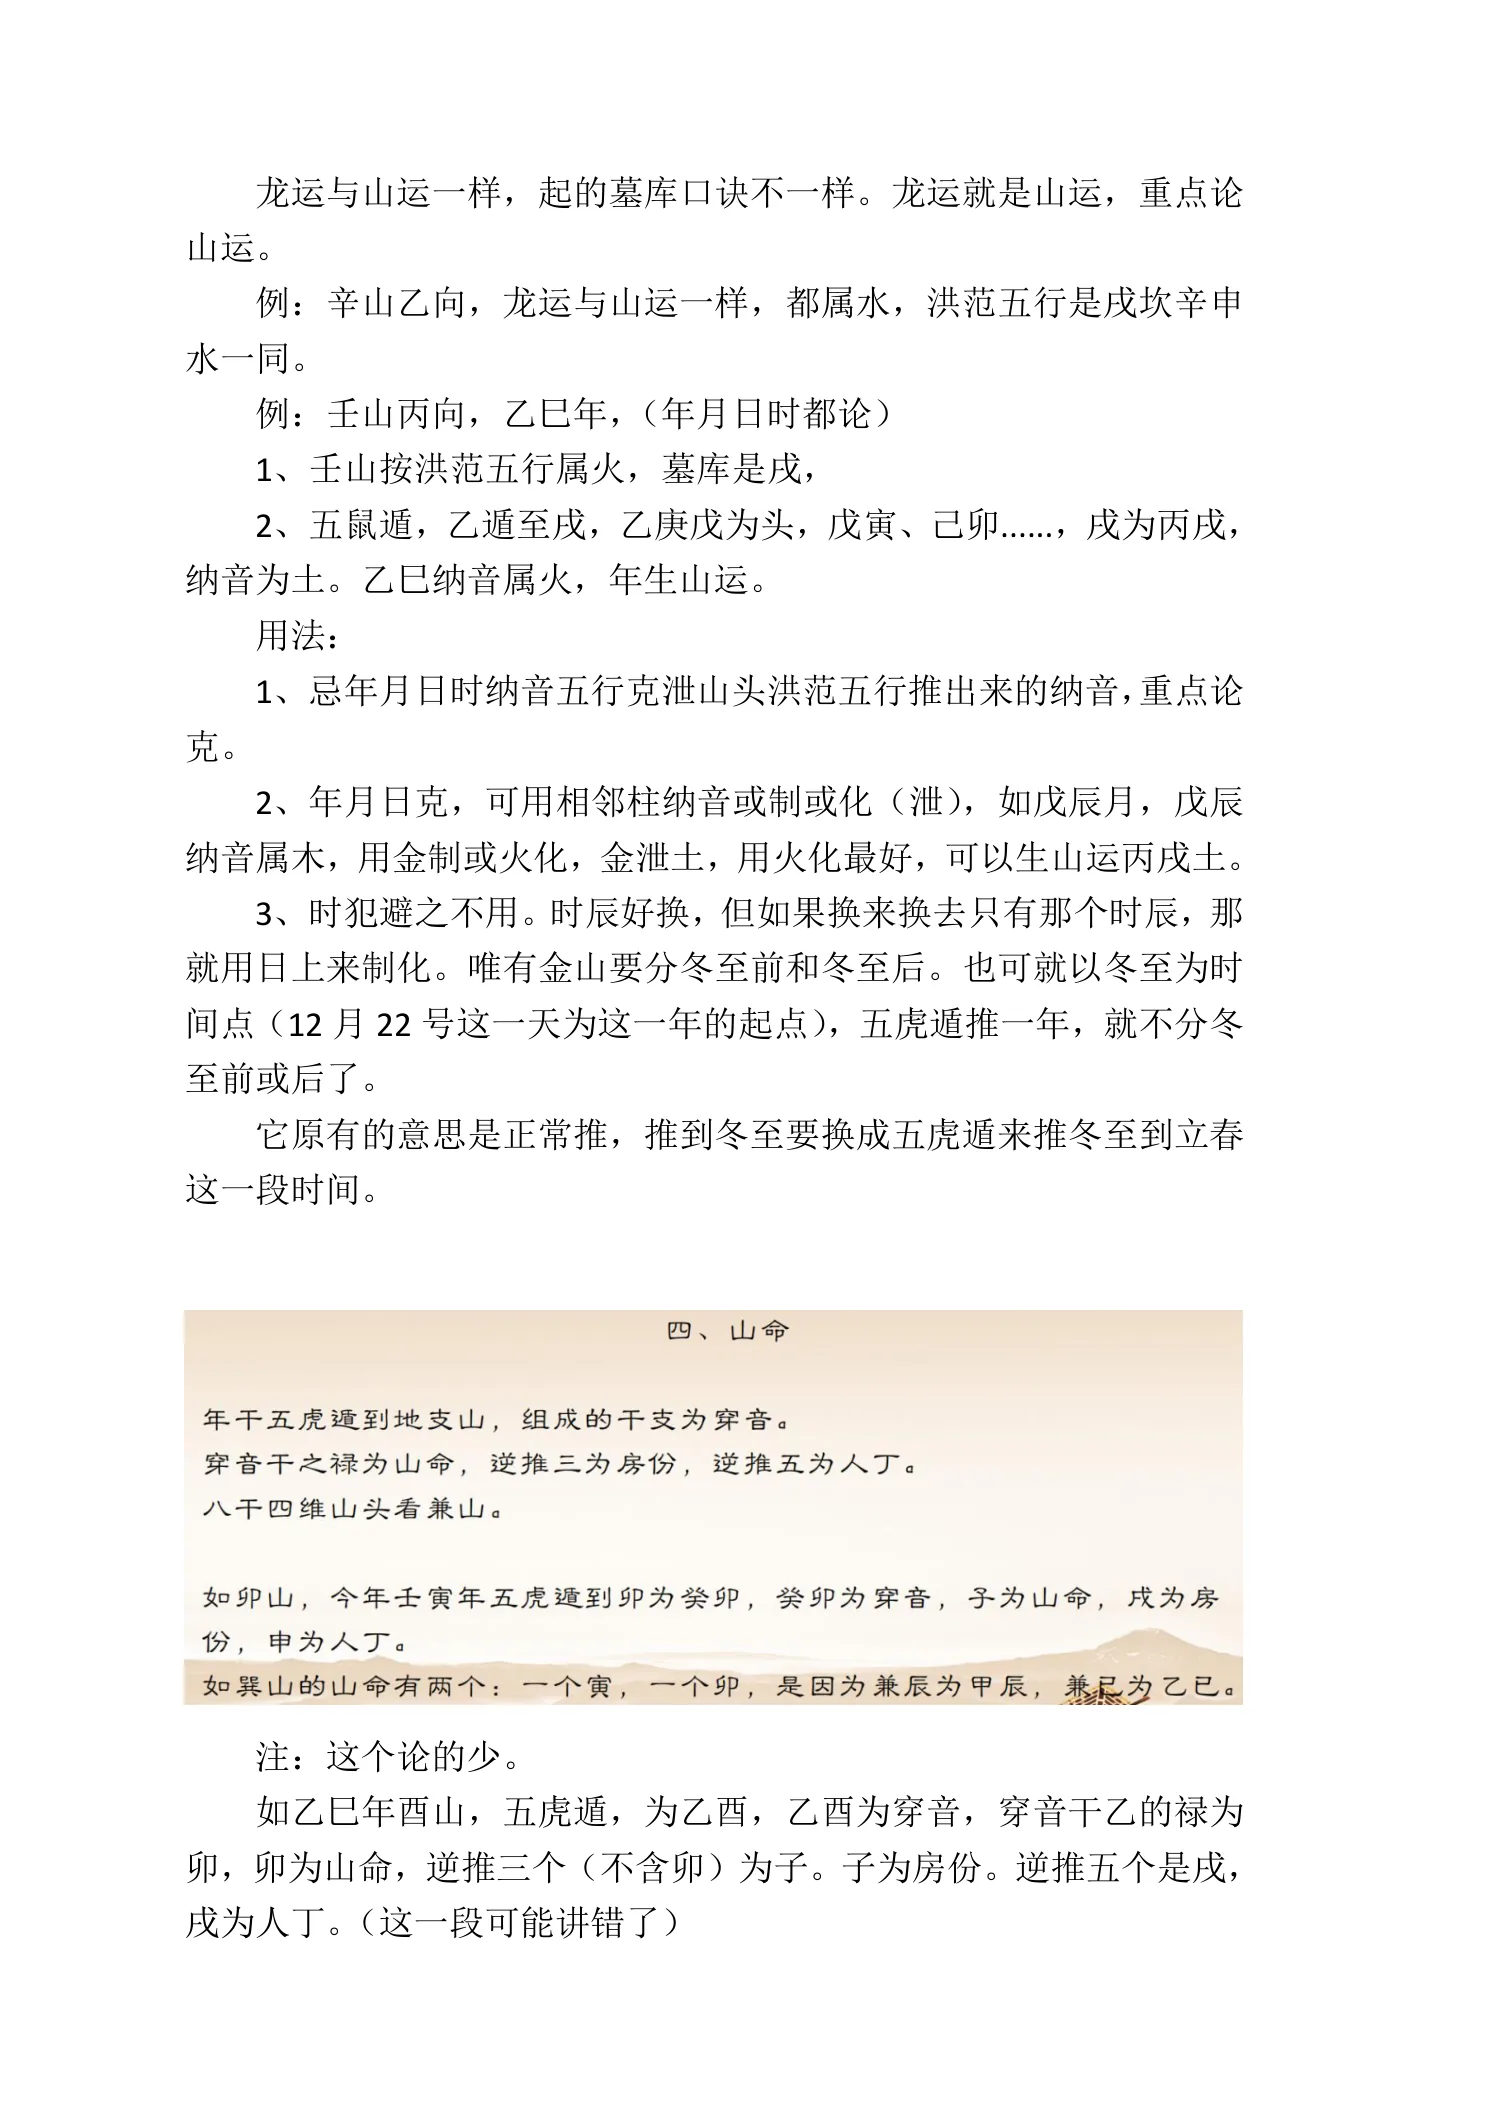 龙运与山运一样，起的墓库口诀不一样。龙运就是山运，重点论
山运。
例：辛山乙向，龙运与山运一样，都属水，洪范五行是戌坎辛申
水一同。
例：壬山丙向，乙巳年，（年月日时都论）
1、壬山按洪范五行属火，墓库是戌，
2、五鼠遁，乙遁至戌，乙庚戊为头，戊寅、己卯……，戌为丙戌，
纳音为土。乙巳纳音属火，年生山运。
用法：
1、忌年月日时纳音五行克泄山头洪范五行推出来的纳音，重点论
克。
2、年月日克，可用相邻柱纳音或制或化（泄），如戊辰月，戊辰
纳音属木，用金制或火化，金泄土，用火化最好，可以生山运丙戌土。
3、时犯避之不用。时辰好换，但如果换来换去只有那个时辰，那
就用日上来制化。唯有金山要分冬至前和冬至后。也可就以冬至为时
间点（12 月 22 号这一天为这一年的起点），五虎遁推一年，就不分冬
至前或后了。
它原有的意思是正常推，推到冬至要换成五虎遁来推冬至到立春
这一段时间。
四、山命
年干五虎遁到地支山，组成的干支为穿音。
穿音干之禄为山命，逆推三为房份，逆推五为人丁。
八干四维山头看兼山。
如卯山，今年壬寅年五虎遁到卯为癸卯，癸卯为穿音，子为山命，戌为房
份，申为人丁。
如巽山的山命有两个：一个寅，一个卯，是因为兼辰为甲辰，兼巳为乙巳。
注：这个论的少。
如乙巳年酉山，五虎遁，为乙酉，乙酉为穿音，穿音干乙的禄为
卯，卯为山命，逆推三个（不含卯）为子。子为房份。逆推五个是戌，
戌为人丁。（这一段可能讲错了）